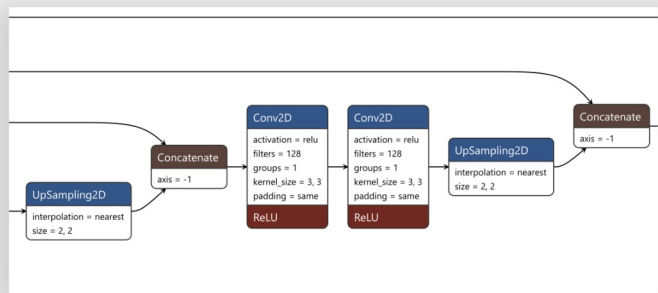 UpSampling2D
interpolation = nearest
size = 2, 2
Concatenate
axis = -1
Conv2D
activation = relu
filters = 128
groups = 1
kernel_size = 3, 3
padding = same
ReLU
Conv2D
activation = relu
filters = 128
groups = 1
kernel_size = 3, 3
padding = same
ReLU
UpSampling2D
interpolation = nearest
size = 2, 2
Concatenate
axis = -1